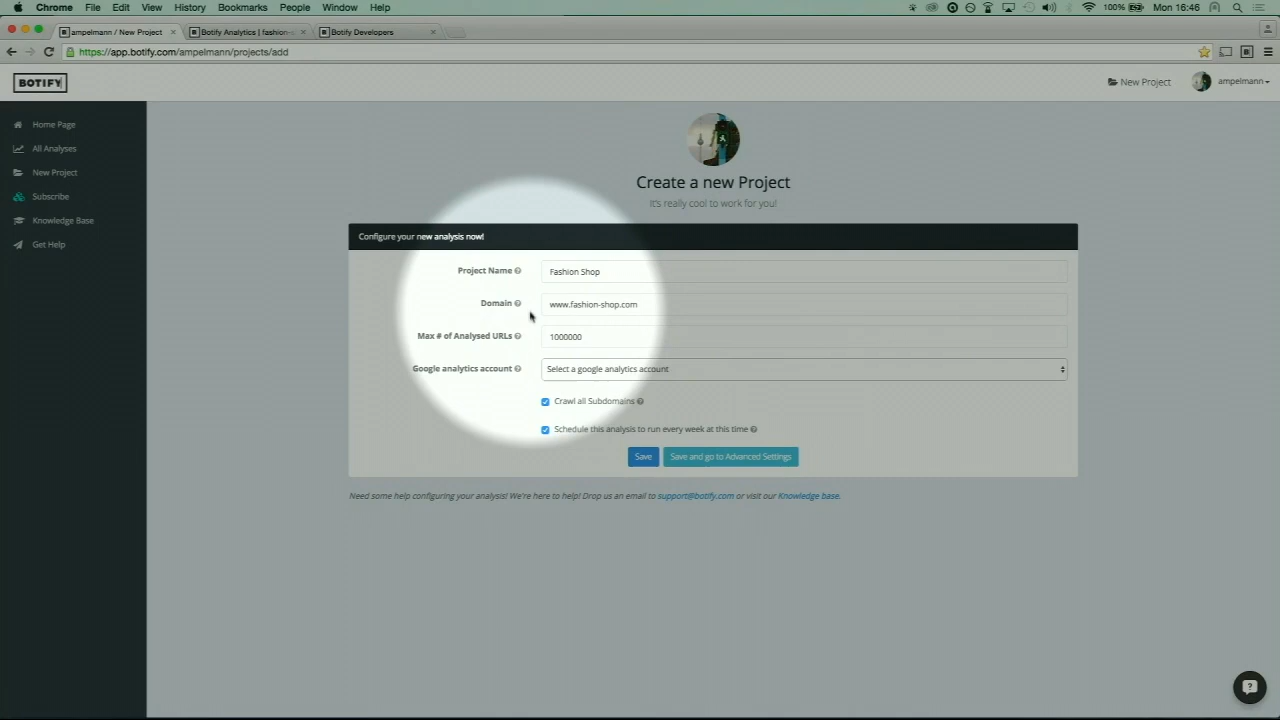 Chrome File Edit View History Bookmarks People Window Help 100% Mon 16:46
ampelmann / New Project Botify Analytics | fashion-s Botify Developers
https://app.botify.com/ampelmann/projects/add
BOTIFY New Project ampelmann
Home Page
All Analyses
New Project
Subscribe
Knowledge Base
Get Help
Create a new Project
It's really cool to work for you!
Configure your new analysis now!
Project Name Fashion Shop
Domain www.fashion-shop.com
Max # of Analysed URLs 1000000
Google analytics account Select a google analytics account
Crawl all Subdomains
Schedule this analysis to run every week at this time
Save Save and go to Advanced Settings
Need some help configuring your analysis! We're here to help! Drop us an email to support@botify.com or visit our Knowledge base.